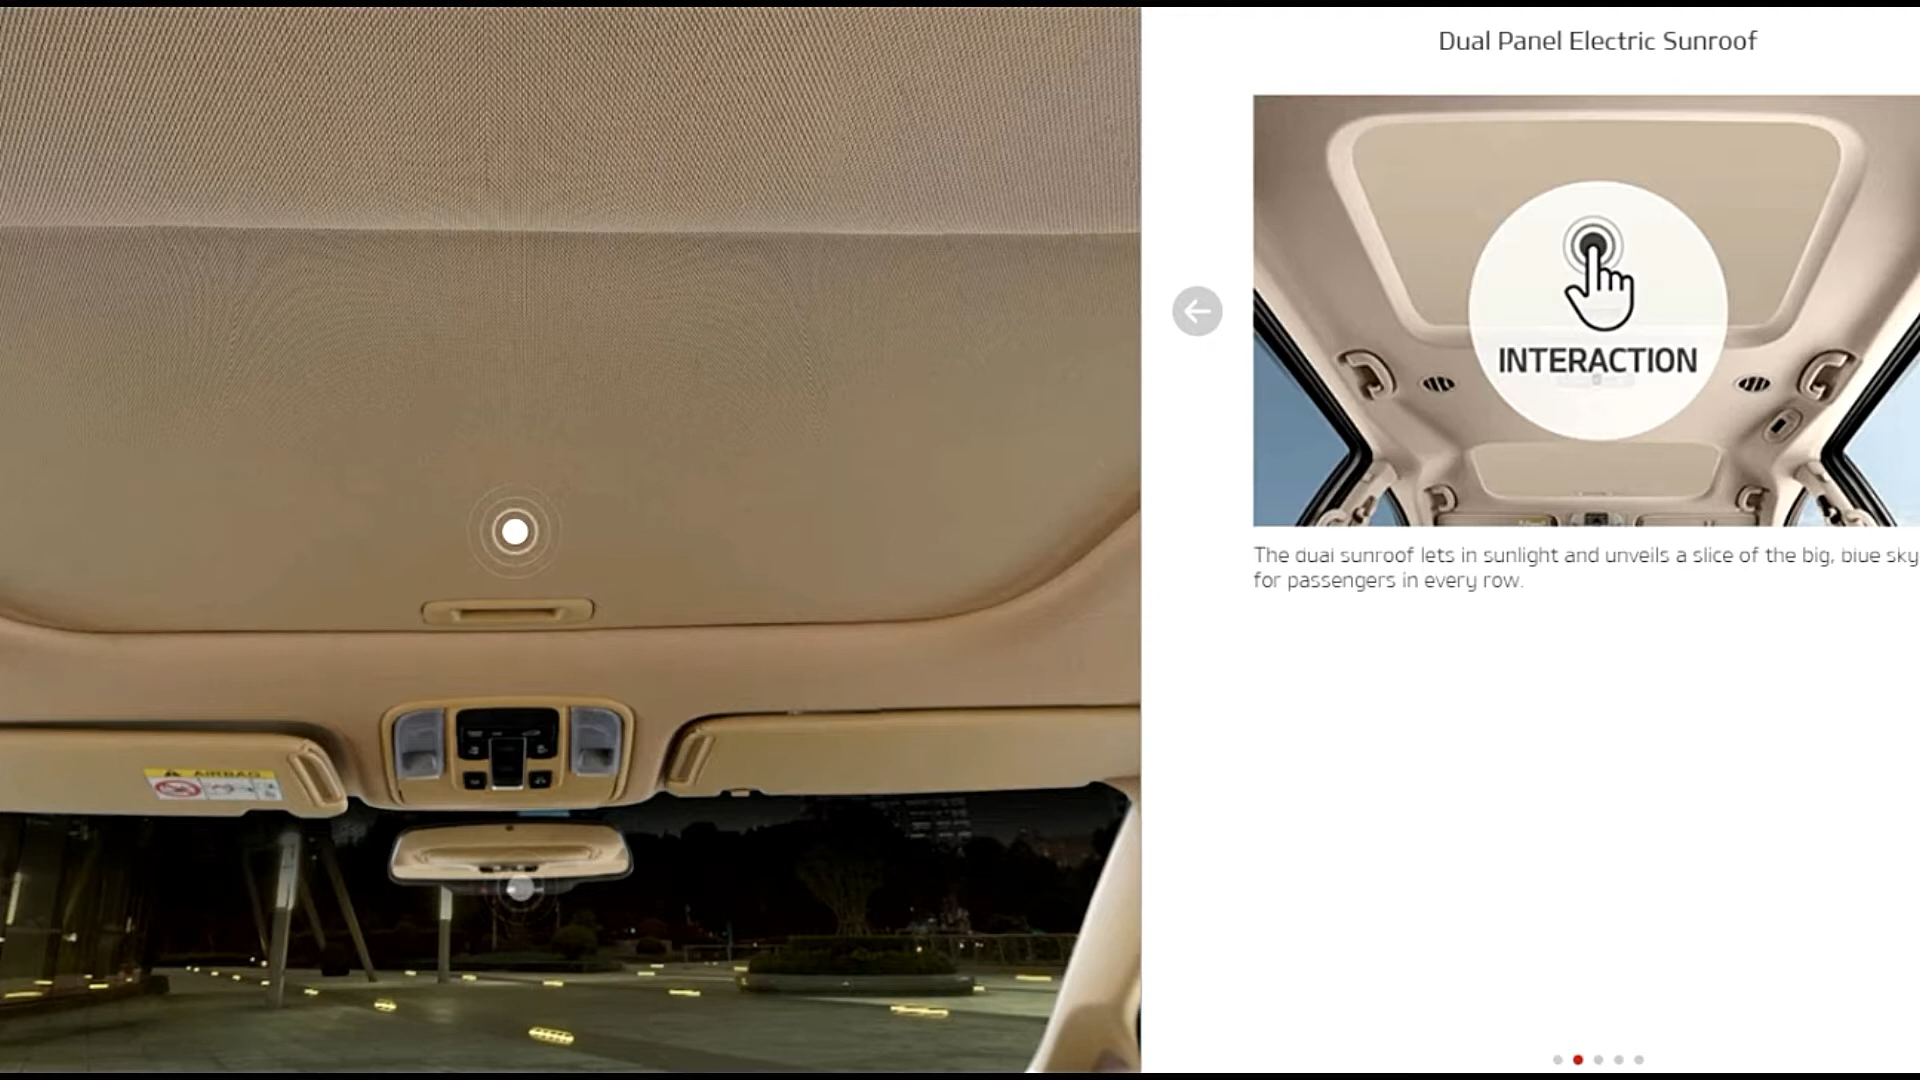 Dual Panel Electric Sunroof
INTERACTION
The dual sunroof lets in sunlight and unveils a slice of the big, blue sky
for passengers in every row.
AIRBAG